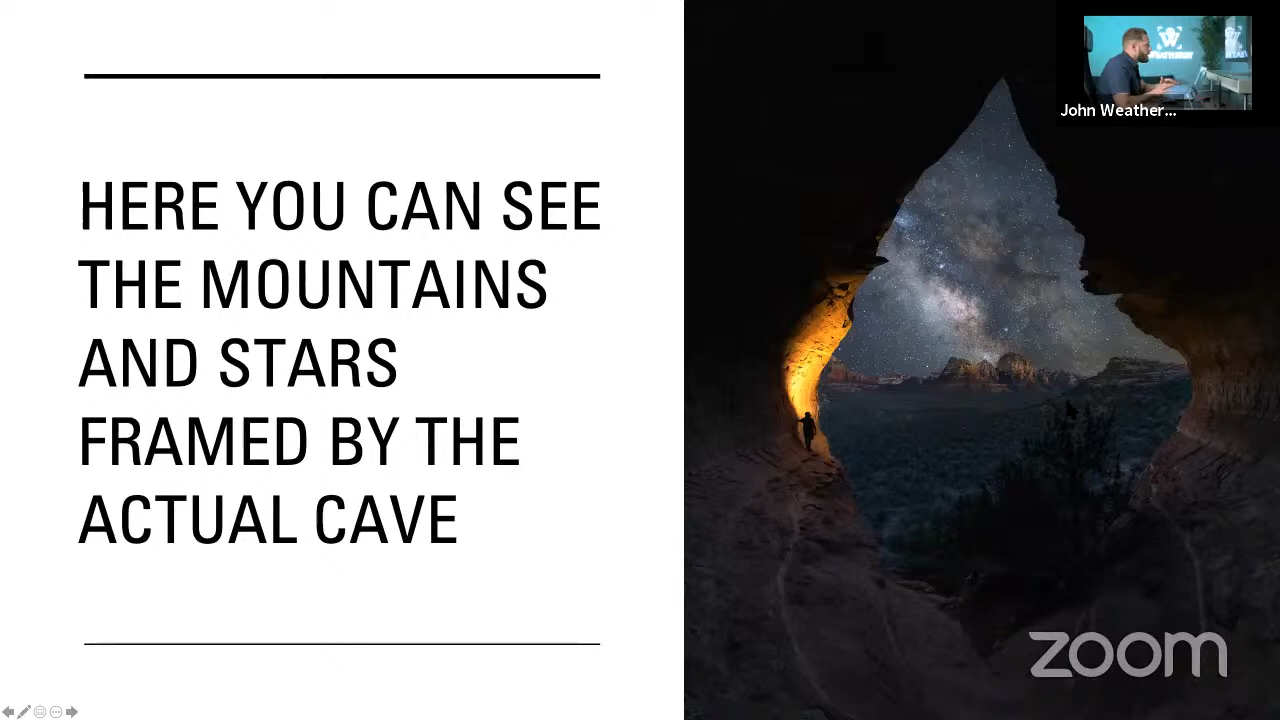 HERE YOU CAN SEE
THE MOUNTAINS
AND STARS
FRAMED BY THE
ACTUAL CAVE
John Weather...
zoom